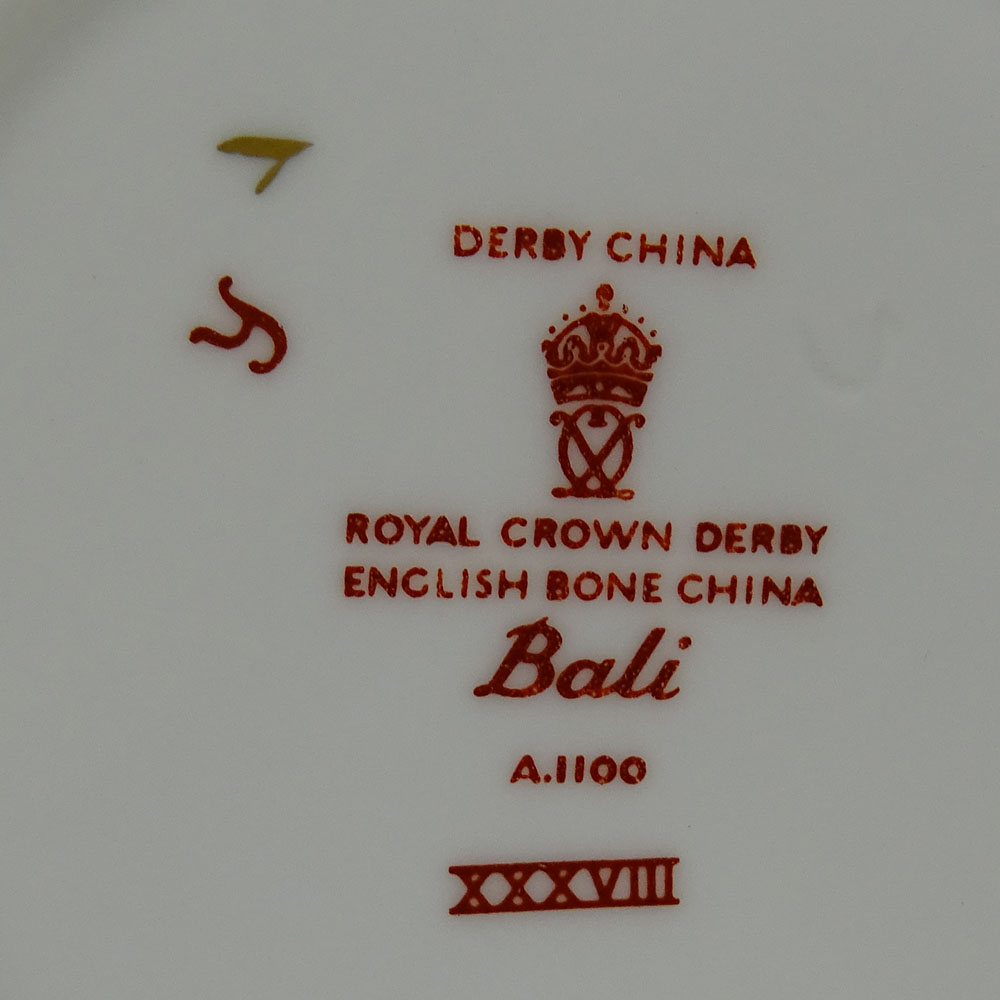 DERBY CHINA
ROYAL CROWN DERBY
ENGLISH BONE CHINA
Bali
A.1100
XXXVIII